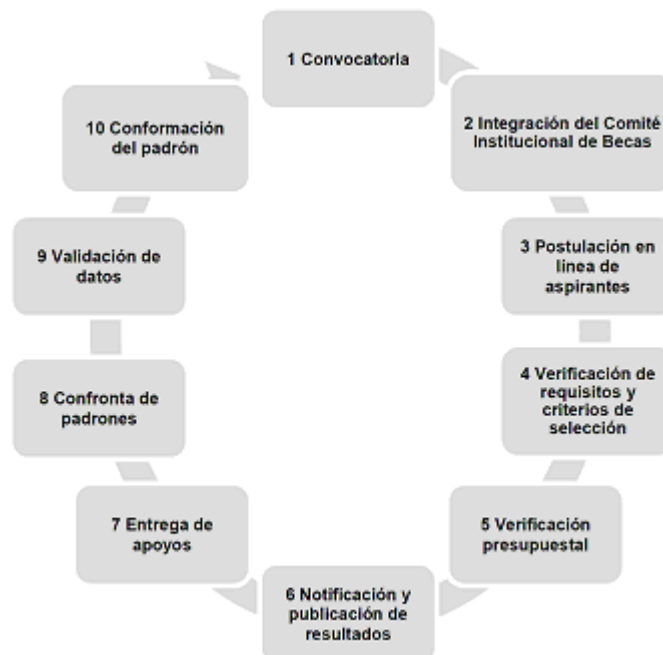 1 Convocatoria
2 Integración del Comité
Institucional de Becas
3 Postulación en
línea de
aspirantes
4 Verificación de
requisitos y
criterios de
selección
5 Verificación
presupuestal
6 Notificación y
publicación de
resultados
7 Entrega de
apoyos
8 Confronta de
padrones
9 Validación de
datos
10 Conformación
del padrón